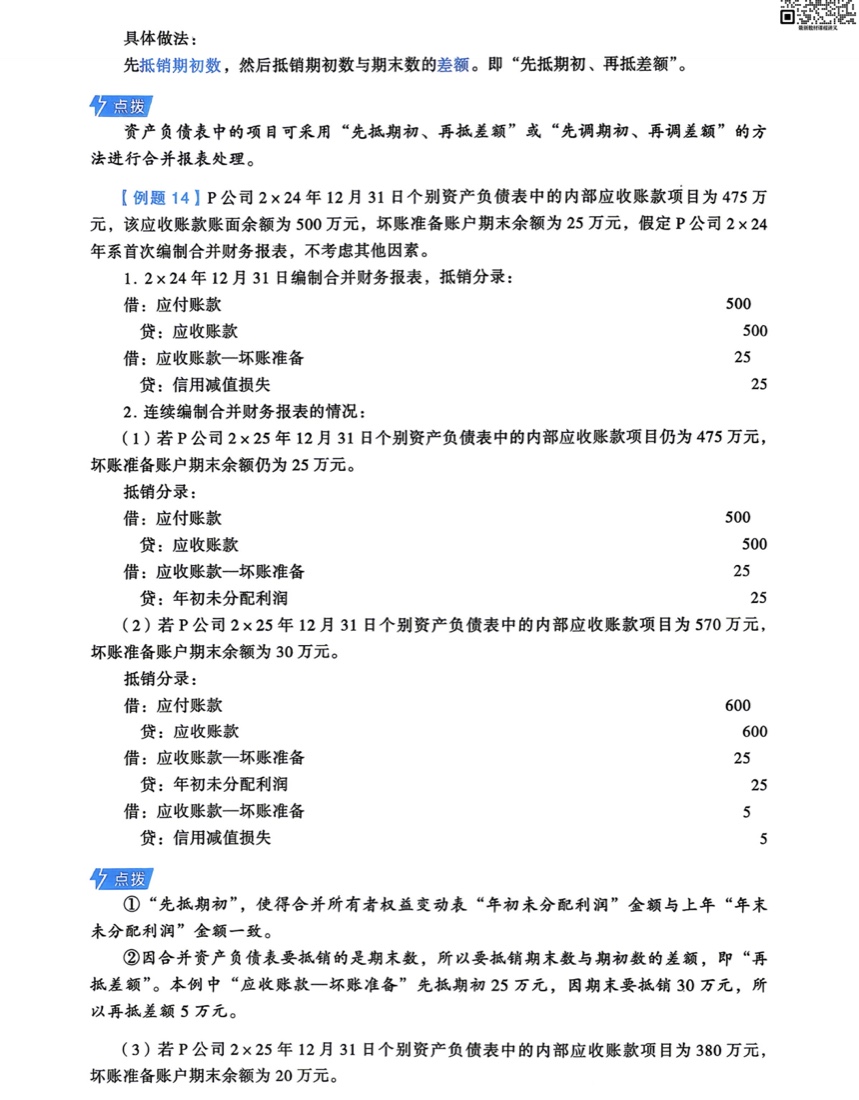 具体做法：
先抵销期初数，然后抵销期初数与期末数的差额。即“先抵期初、再抵差额”。
点拨
资产负债表中的项目可采用“先抵期初、再抵差额”或“先调期初、再调差额”的方
法进行合并报表处理。
【例题 14】P 公司 2×24 年 12 月 31 日个别资产负债表中的内部应收账款项目为 475 万
元，该应收账款账面余额为 500 万元，坏账准备账户期末余额为 25 万元，假定 P 公司 2×24
年系首次编制合并财务报表，不考虑其他因素。
1. 2×24 年 12 月 31 日编制合并财务报表，抵销分录：
借：应付账款 500
贷：应收账款 500
借：应收账款—坏账准备 25
贷：信用减值损失 25
2. 连续编制合并财务报表的情况：
（1）若 P 公司 2×25 年 12 月 31 日个别资产负债表中的内部应收账款项目仍为 475 万元，
坏账准备账户期末余额仍为 25 万元。
抵销分录：
借：应付账款 500
贷：应收账款 500
借：应收账款—坏账准备 25
贷：年初未分配利润 25
（2）若 P 公司 2×25 年 12 月 31 日个别资产负债表中的内部应收账款项目为 570 万元，
坏账准备账户期末余额为 30 万元。
抵销分录：
借：应付账款 600
贷：应收账款 600
借：应收账款—坏账准备 25
贷：年初未分配利润 25
借：应收账款—坏账准备 5
贷：信用减值损失 5
点拨
①“先抵期初”，使得合并所有者权益变动表“年初未分配利润”金额与上年“年末
未分配利润”金额一致。
②因合并资产负债表要抵销的是期末数，所以要抵销期末数与期初数的差额，即“再
抵差额”。本例中“应收账款—坏账准备”先抵期初 25 万元，因期末要抵销 30 万元，所
以再抵差额 5 万元。
（3）若 P 公司 2×25 年 12 月 31 日个别资产负债表中的内部应收账款项目为 380 万元，
坏账准备账户期末余额为 20 万元。